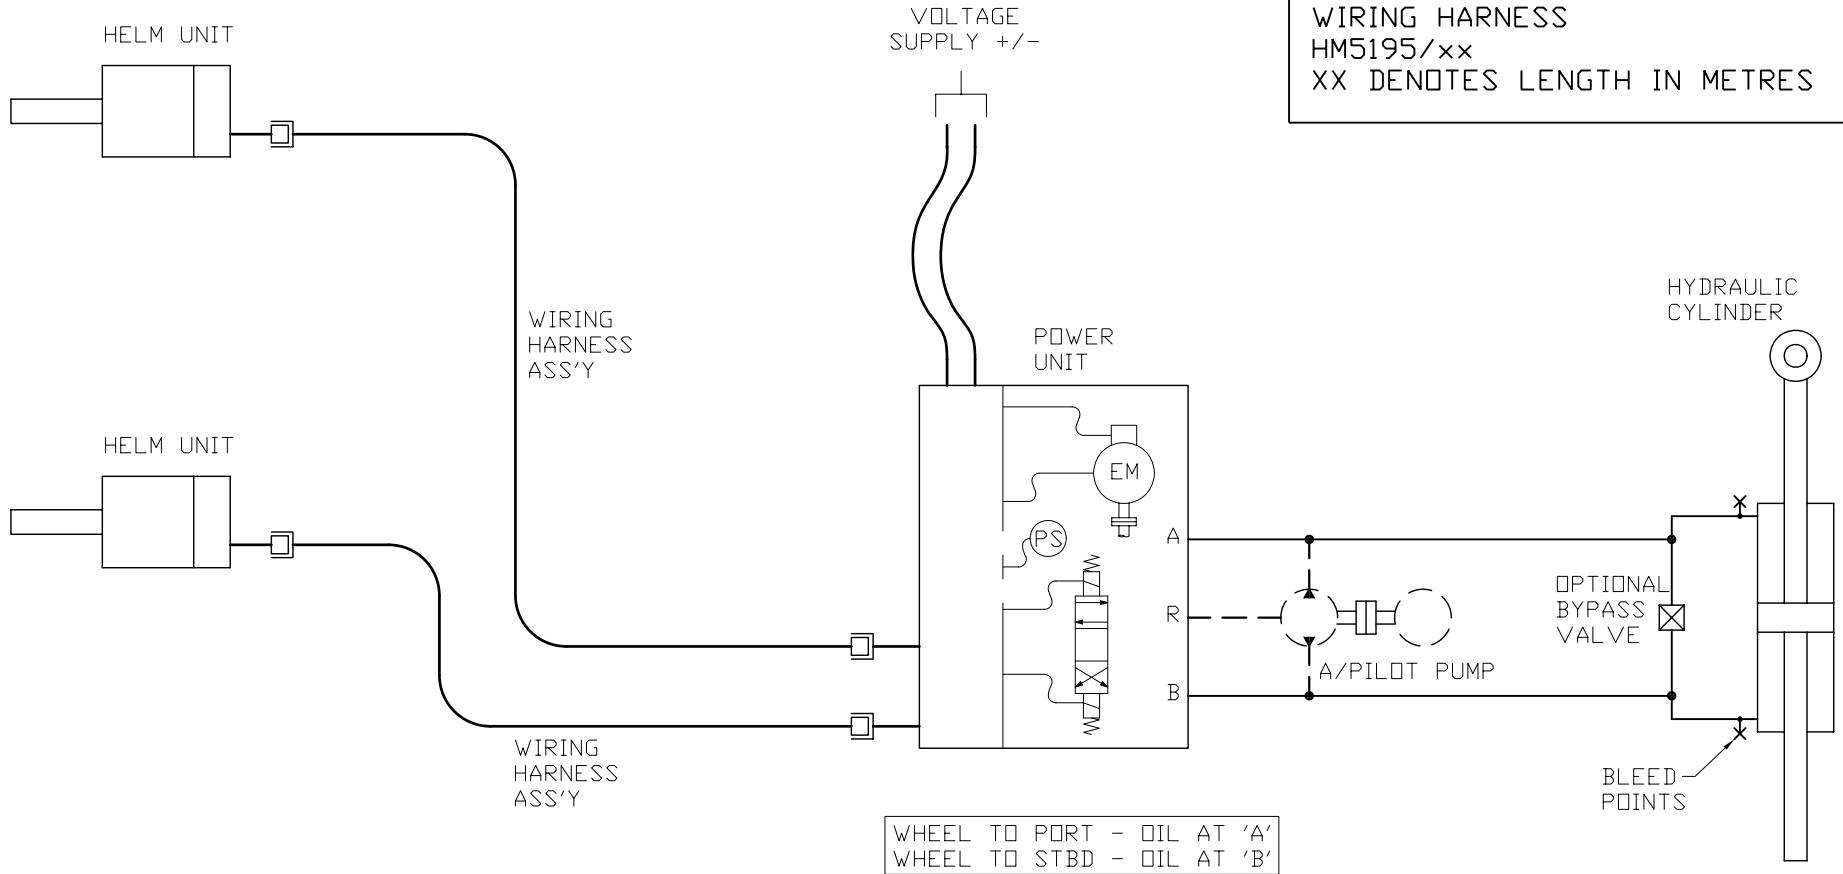 HELM UNIT
VOLTAGE
SUPPLY +/-
WIRING HARNESS
HM5195/xx
XX DENOTES LENGTH IN METRES
WIRING
HARNESS
ASS'Y
POWER
UNIT
HYDRAULIC
CYLINDER
HELM UNIT
EM
PS
A
R
B
A/PILOT PUMP
OPTIONAL
BYPASS
VALVE
WIRING
HARNESS
ASS'Y
BLEED
POINTS
WHEEL TO PORT - OIL AT 'A'
WHEEL TO STBD - OIL AT 'B'